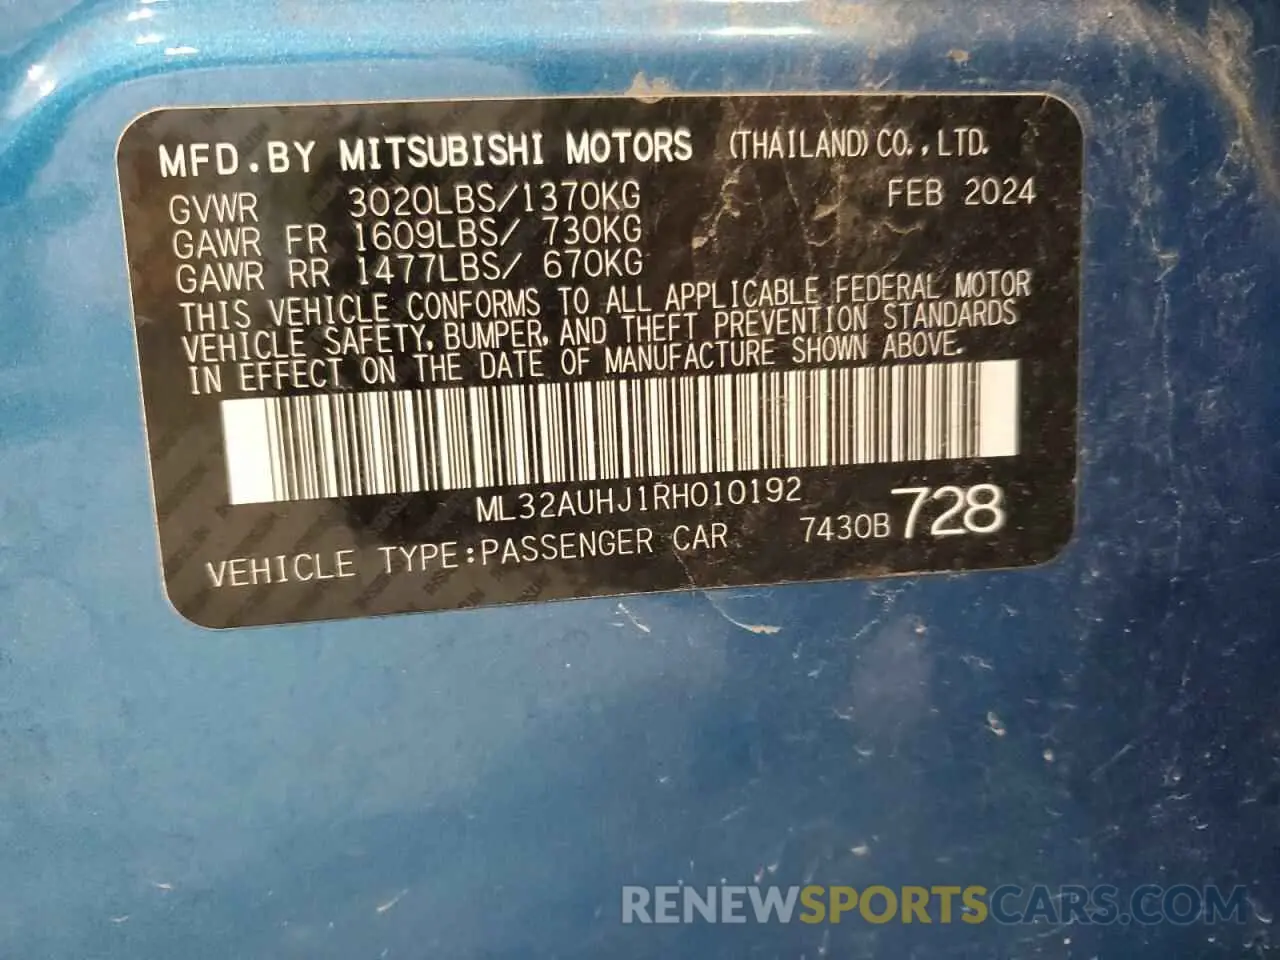 MFD.BY MITSUBISHI MOTORS (THAILAND) CO., LTD.
GVWR 3020LBS/1370KG FEB 2024
GAWR FR 1609LBS/ 730KG
GAWR RR 1477LBS/ 670KG
THIS VEHICLE CONFORMS TO ALL APPLICABLE FEDERAL MOTOR
VEHICLE SAFETY, BUMPER, AND THEFT PREVENTION STANDARDS
IN EFFECT ON THE DATE OF MANUFACTURE SHOWN ABOVE.
ML32AUHJ1RH010192
VEHICLE TYPE:PASSENGER CAR 7430B 728
RENEWSPORTSCARS.COM